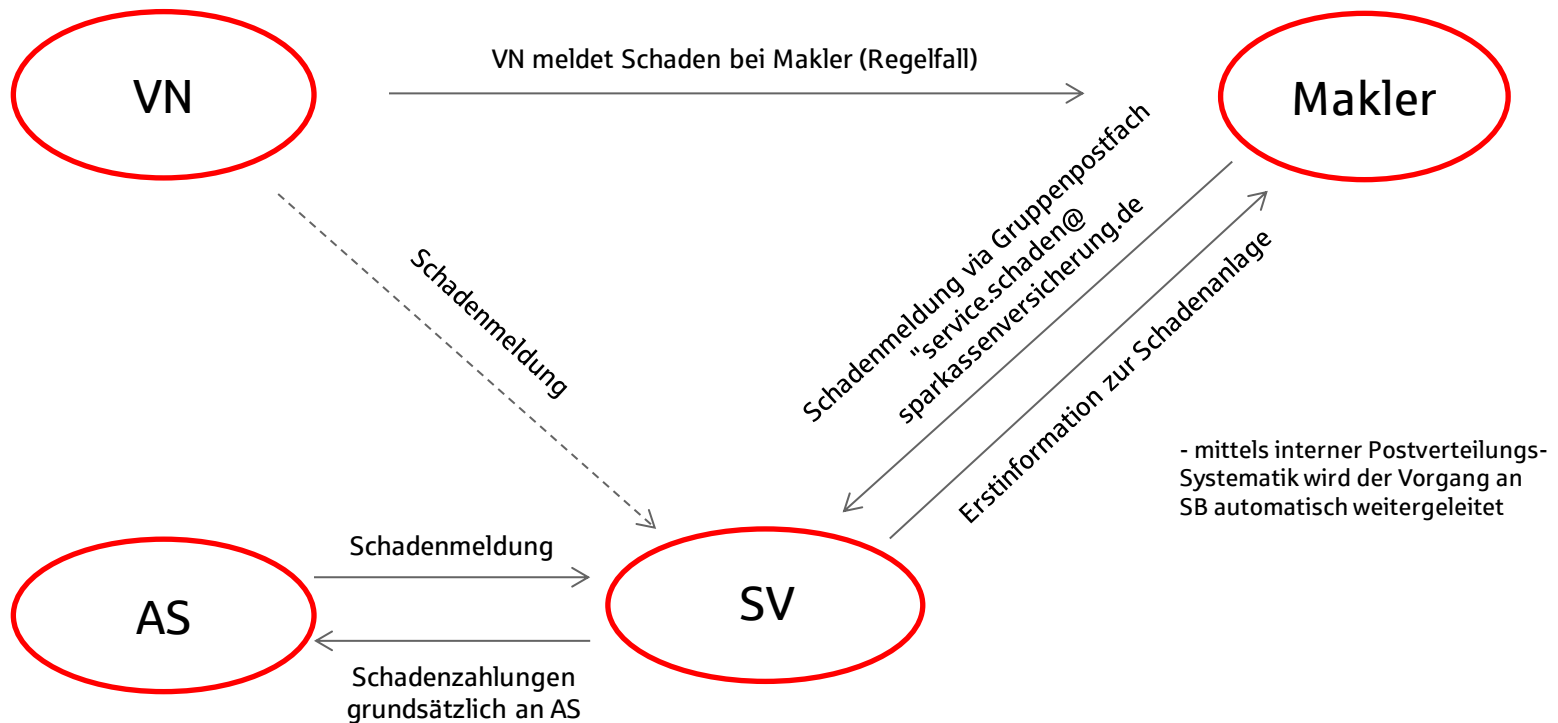 VN meldet Schaden bei Makler (Regelfall)
VN
Makler
Schadenmeldung via Gruppenpostfach
"service.schaden@
sparkassenversicherung.de
Schadenmeldung
Erstinformation zur Schadenanlage
- mittels interner Postverteilungs-
Systematik wird der Vorgang an
SB automatisch weitergeleitet
Schadenmeldung
AS
SV
Schadenzahlungen
grundsätzlich an AS